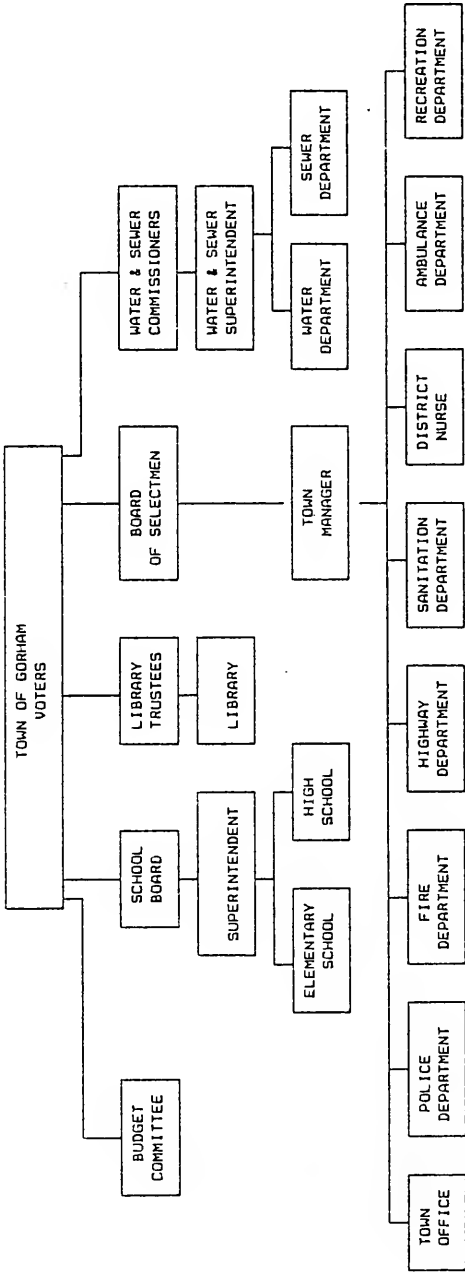 TOWN OF GORHAM
VOTERS
BUDGET
COMMITTEE
SCHOOL
BOARD
LIBRARY
TRUSTEES
BOARD
OF SELECTMEN
WATER & SEWER
COMMISSIONERS
SUPERINTENDENT
LIBRARY
WATER & SEWER
SUPERINTENDENT
ELEMENTARY
SCHOOL
HIGH
SCHOOL
TOWN
MANAGER
WATER
DEPARTMENT
SEWER
DEPARTMENT
TOWN
OFFICE
POLICE
DEPARTMENT
FIRE
DEPARTMENT
HIGHWAY
DEPARTMENT
SANITATION
DEPARTMENT
DISTRICT
NURSE
AMBULANCE
DEPARTMENT
RECREATION
DEPARTMENT